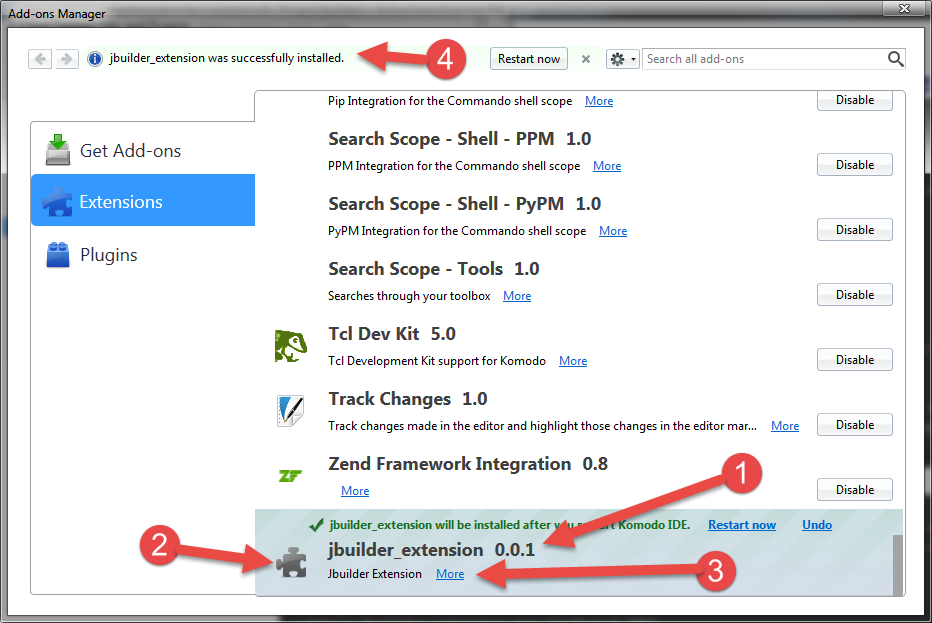 Add-ons Manager
jbuilder_extension was successfully installed.
4
Restart now
Search all add-ons
Get Add-ons
Extensions
Plugins
Pip Integration for the Commando shell scope More
Disable
Search Scope - Shell - PPM 1.0
PPM Integration for the Commando shell scope More
Disable
Search Scope - Shell - PyPM 1.0
PyPM Integration for the Commando shell scope More
Disable
Search Scope - Tools 1.0
Searches through your toolbox More
Disable
Tcl Dev Kit 5.0
Tcl Development Kit support for Komodo More
Disable
Track Changes 1.0
Track changes made in the editor and highlight those changes in the editor mar... More
Disable
ZF
Zend Framework Integration 0.8
More
Disable
1
jbuilder_extension will be installed after you restart Komodo IDE. Restart now Undo
2
jbuilder_extension 0.0.1
Jbuilder Extension More
3